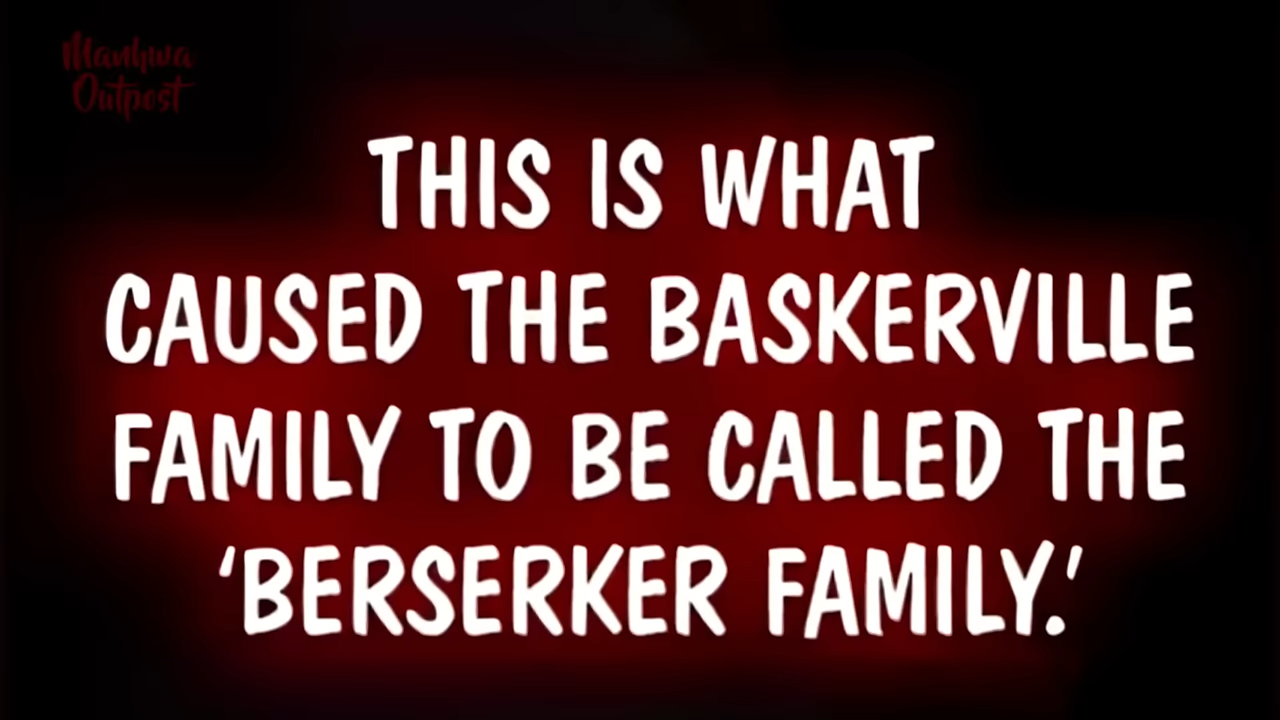 Manhwa
Outpost
THIS IS WHAT
CAUSED THE BASKERVILLE
FAMILY TO BE CALLED THE
‘BERSERKER FAMILY.’